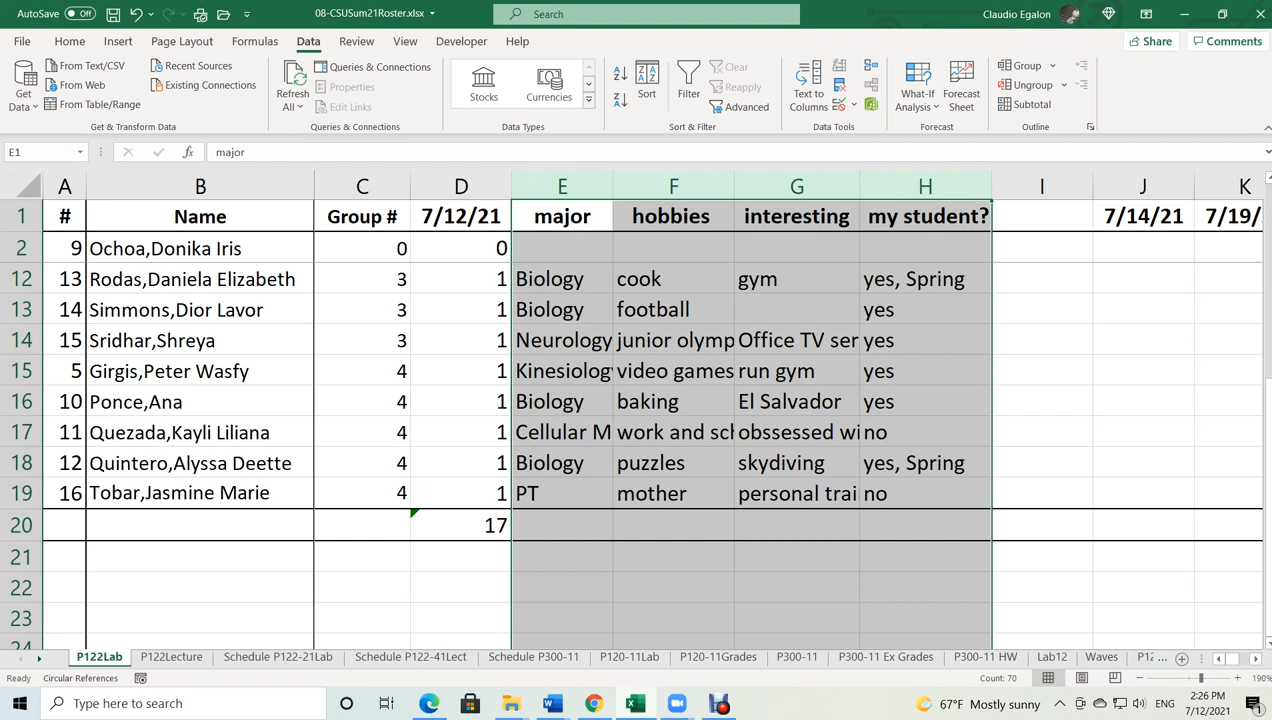 AutoSave Off 08-CSUSum21Roster.xlsx Search Claudio Egalon
File Home Insert Page Layout Formulas Data Review View Developer Help Share Comments
Get Data From Text/CSV From Web From Table/Range Recent Sources Existing Connections
Refresh All Queries & Connections Properties Edit Links
Stocks Currencies
Sort Filter Clear Reapply Advanced
Text to Columns What-If Analysis Forecast Sheet Group Ungroup Subtotal
Get & Transform Data Queries & Connections Data Types Sort & Filter Data Tools Forecast Outline
E1 fx major
A B C D E F G H I J K
1 # Name Group # 7/12/21 major hobbies interesting my student? 7/14/21 7/19/
2 9 Ochoa,Donika Iris 0 0
12 13 Rodas,Daniela Elizabeth 3 1 Biology cook gym yes, Spring
13 14 Simmons,Dior Lavor 3 1 Biology football yes
14 15 Sridhar,Shreya 3 1 Neurology junior olymp Office TV ser yes
15 5 Girgis,Peter Wasfy 4 1 Kinesiology video games run gym yes
16 10 Ponce,Ana 4 1 Biology baking El Salvador yes
17 11 Quezada,Kayli Liliana 4 1 Cellular M work and sch obssessed wi no
18 12 Quintero,Alyssa Deette 4 1 Biology puzzles skydiving yes, Spring
19 16 Tobar,Jasmine Marie 4 1 PT mother personal trai no
20 17
21
22
23
24
P122Lab P122Lecture Schedule P122-21Lab Schedule P122-41Lect Schedule P300-11 P120-11Lab P120-11Grades P300-11 P300-11 Ex Grades P300-11 HW Lab12 Waves P12 ...
Ready Circular References Count: 70 190%
Type here to search 67°F Mostly sunny ENG 2:26 PM
7/12/2021 1